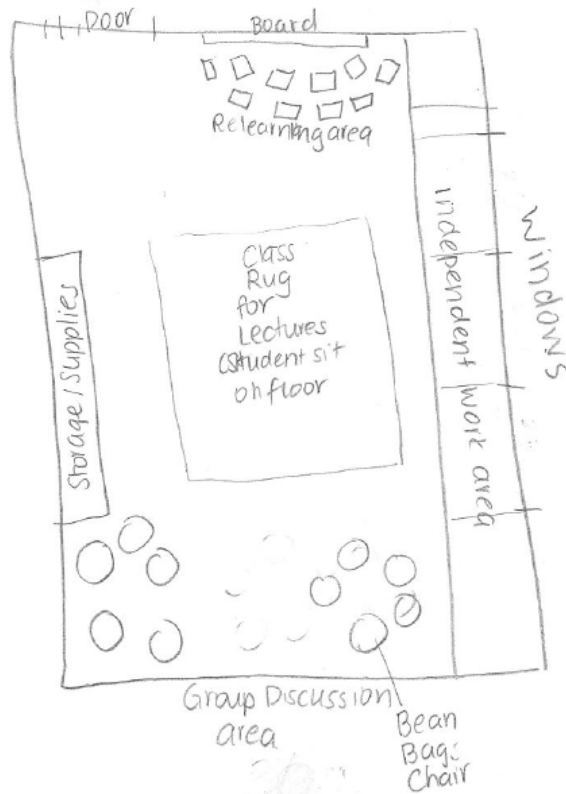 Door
Board
Relearning area
Class
Rug
for
Lectures
(Student sit
on floor
Storage/Supplies
independent work area
Windows
Group Discussion
area
Bean
Bag:
Chair